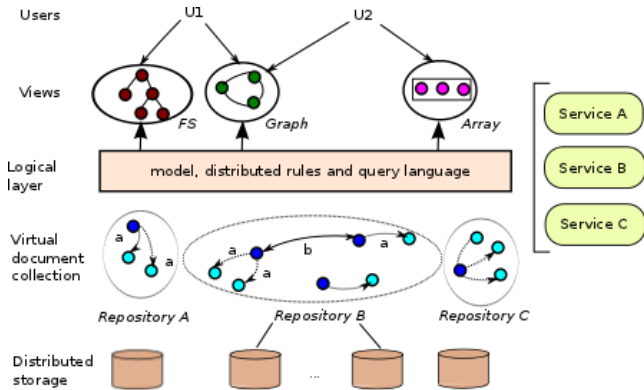 Users
U1
U2
Views
FS
Graph
Array
Service A
Service B
Service C
Logical
layer
model, distributed rules and query language
Virtual
document
collection
a
a
a
a
b
a
Repository A
Repository B
Repository C
Distributed
storage
...